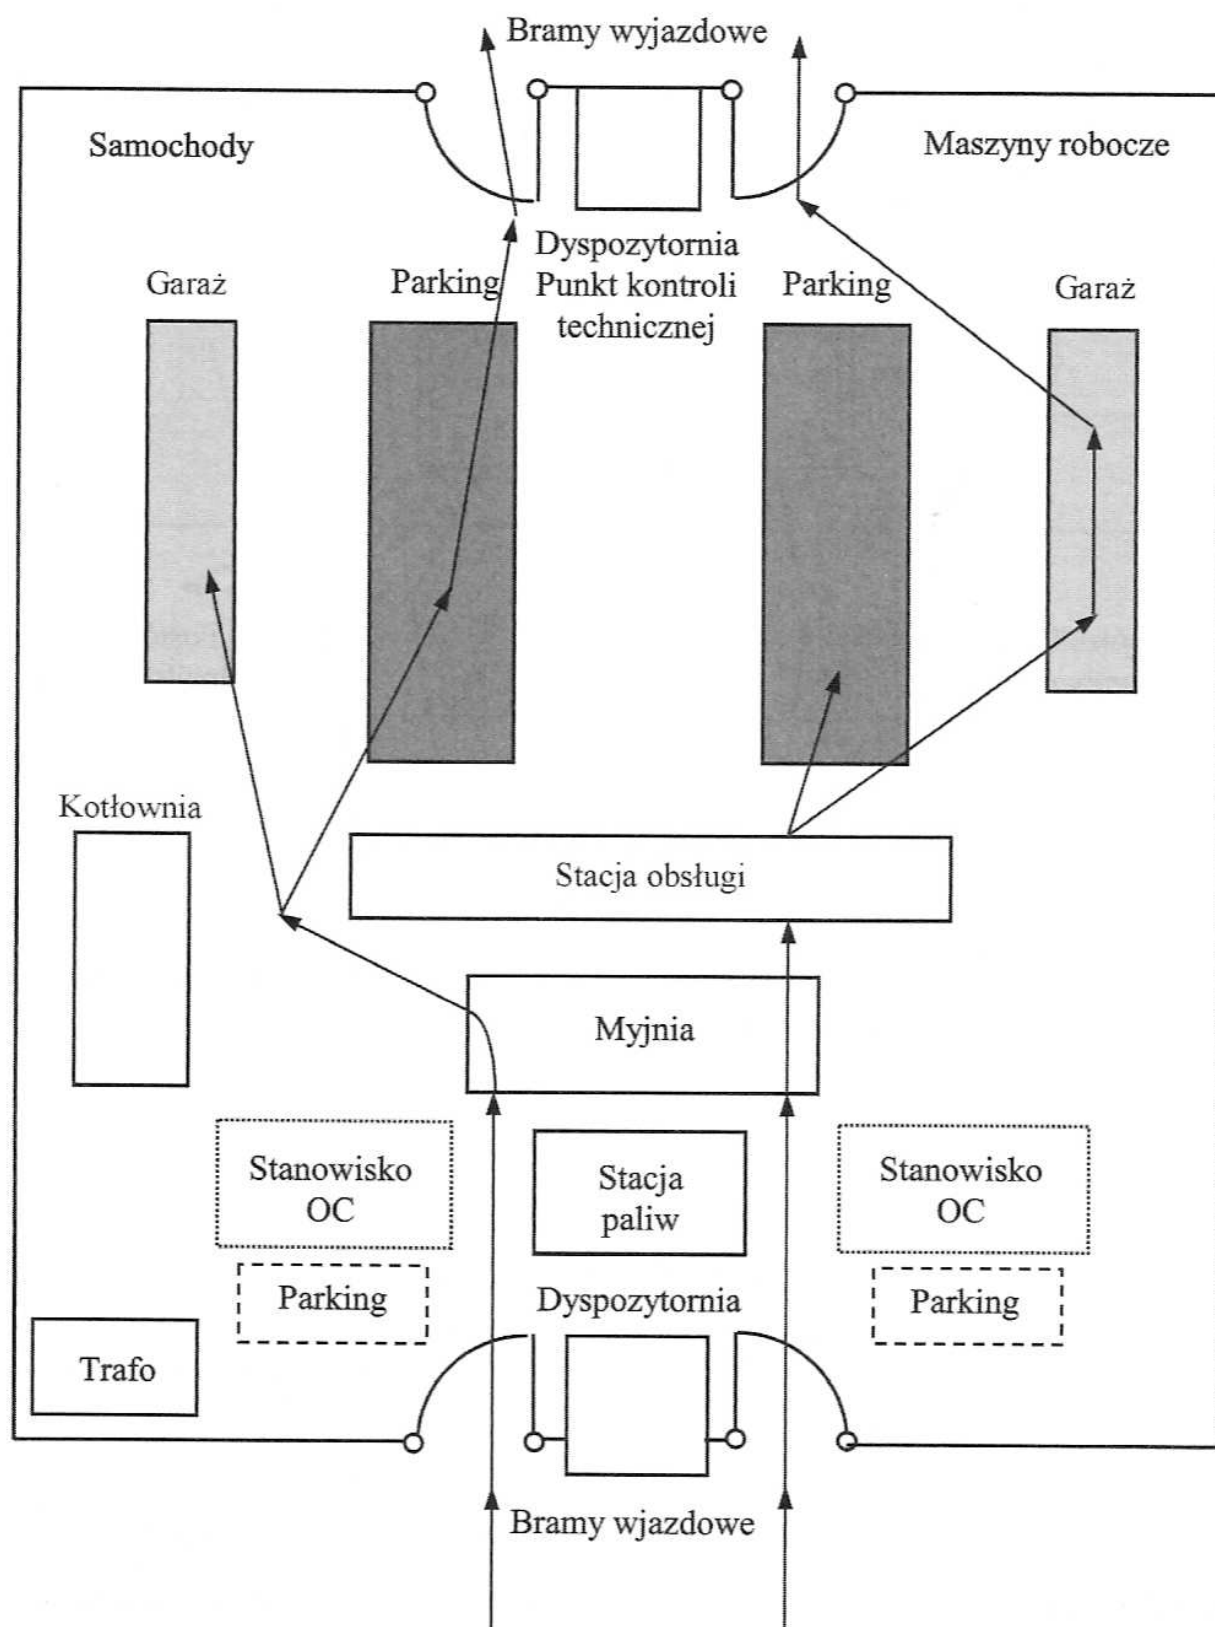 Bramy wyjazdowe
Samochody
Maszyny robocze
Dyspozytornia
Punkt kontroli
technicznej
Garaż
Parking
Parking
Garaż
Kotłownia
Stacja obsługi
Myjnia
Stanowisko
OC
Stacja
paliw
Stanowisko
OC
Parking
Dyspozytornia
Parking
Trafo
Bramy wjazdowe